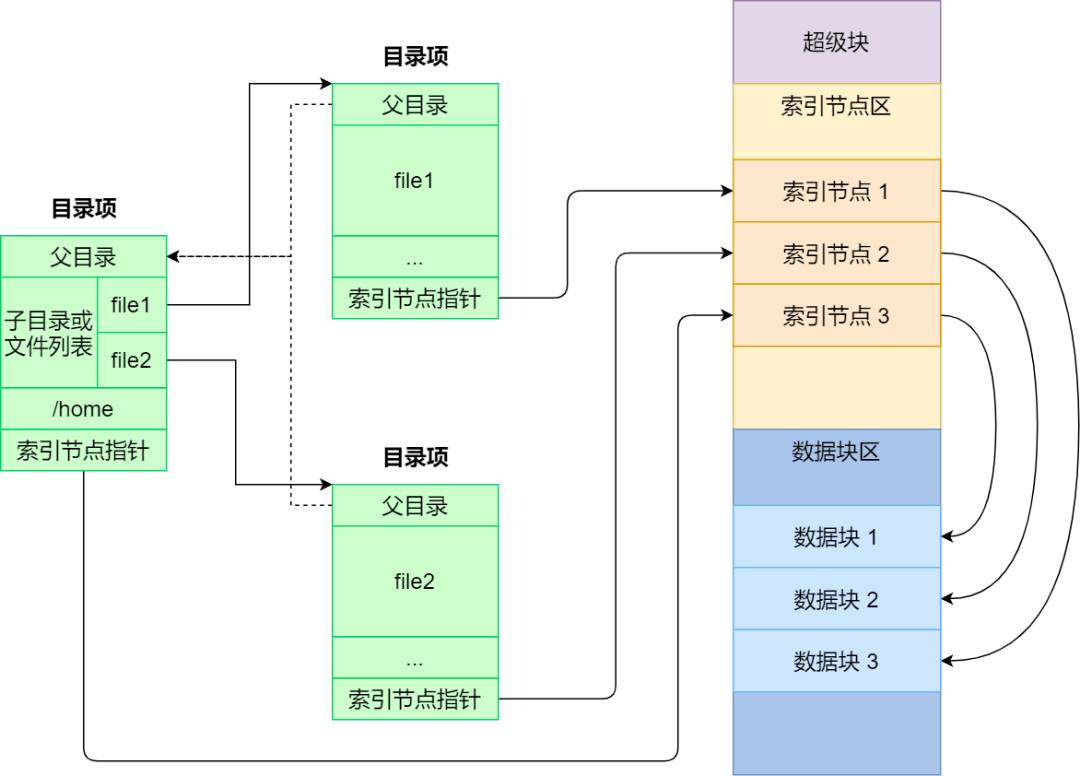 目录项
父目录
子目录或
文件列表
file1
file2
/home
索引节点指针
目录项
父目录
file1
...
索引节点指针
目录项
父目录
file2
...
索引节点指针
超级块
索引节点区
索引节点 1
索引节点 2
索引节点 3
数据块区
数据块 1
数据块 2
数据块 3